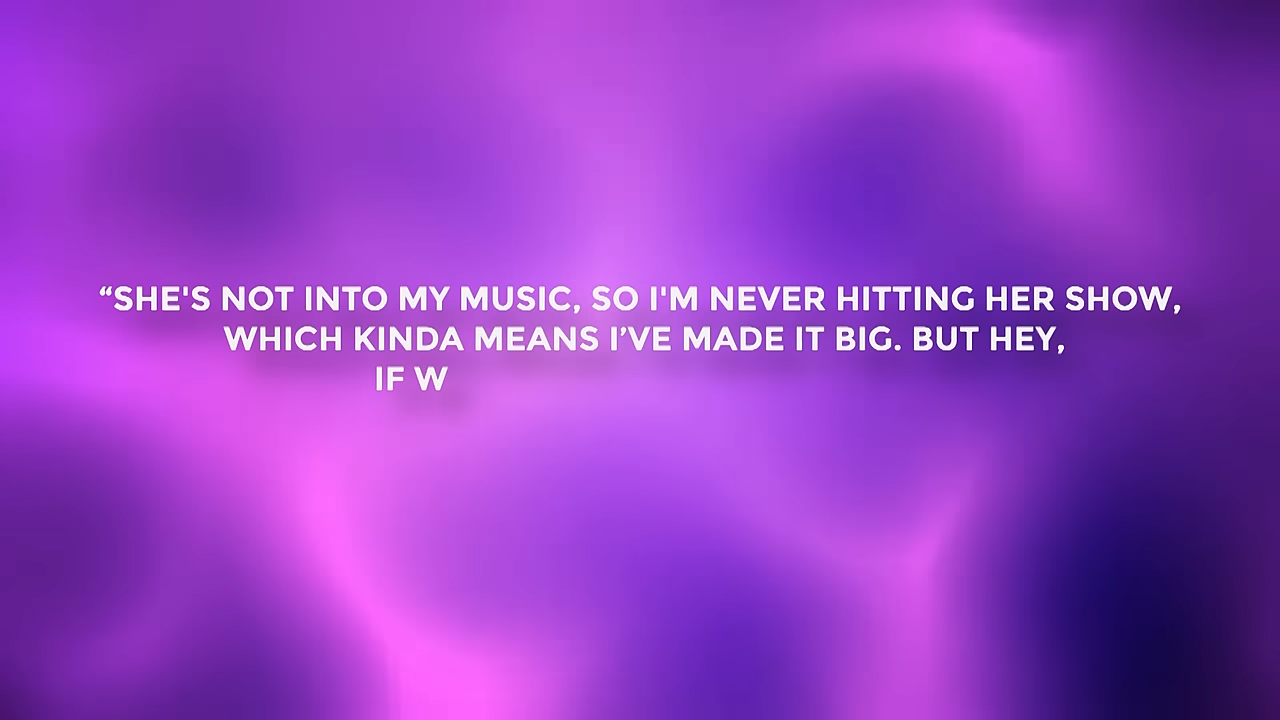 “SHE'S NOT INTO MY MUSIC, SO I'M NEVER HITTING HER SHOW,
WHICH KINDA MEANS I’VE MADE IT BIG. BUT HEY,
IF W